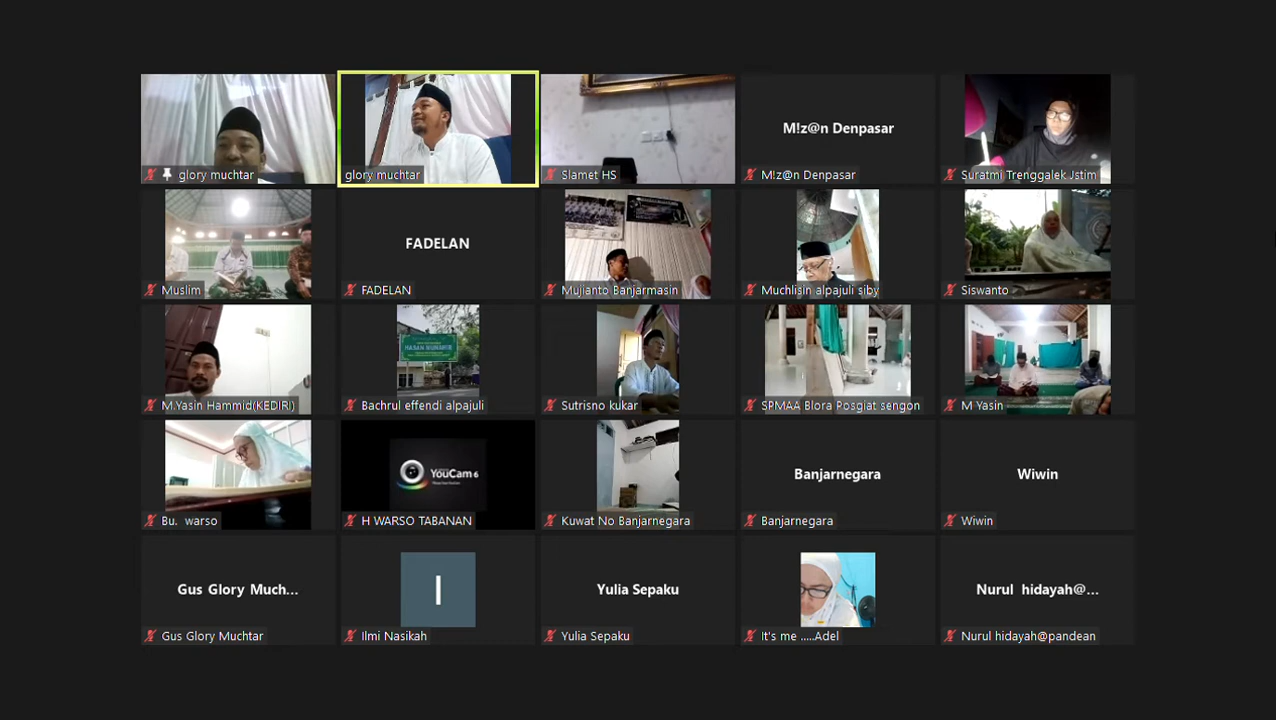 glory muchtar
glory muchtar
Slamet HS
M!z@n Denpasar
M!z@n Denpasar
Suratmi Trenggalek.Jstim
Muslim
FADELAN
FADELAN
Mujianto Banjarmasin
Muchlisin alpajuli siby
Siswanto
M.Yasin Hammid(KEDIRI)
Bachrul effendi alpajuli
Sutrisno kukar
SPMAA Blora Posgiat sengon
M Yasin
Bu. warso
YouCam 6
H WARSO TABANAN
Kuwat No Banjarnegara
Banjarnegara
Banjarnegara
Wiwin
Wiwin
Gus Glory Much...
Gus Glory Muchtar
I
Ilmi Nasikah
Yulia Sepaku
Yulia Sepaku
It's me .....Adel
Nurul hidayah@...
Nurul hidayah@pandean